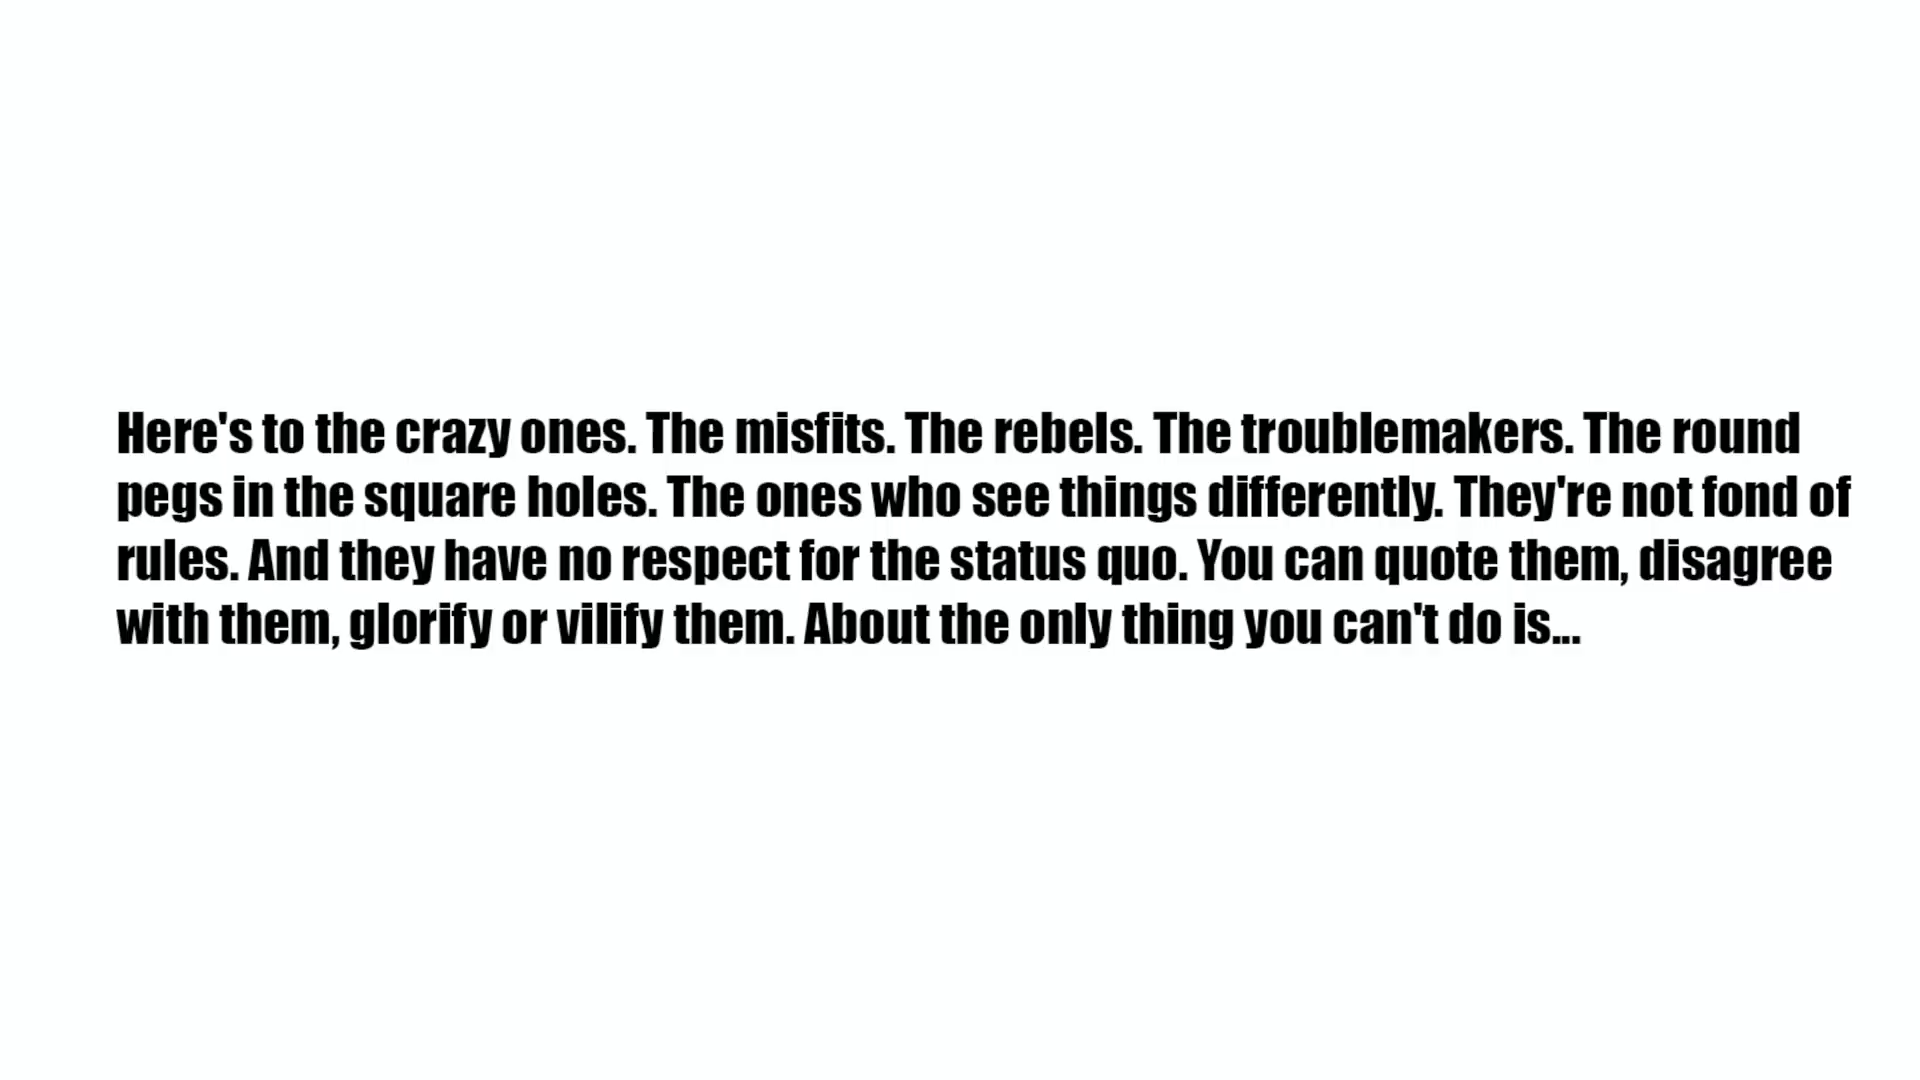 Here's to the crazy ones. The misfits. The rebels. The troublemakers. The round
pegs in the square holes. The ones who see things differently. They're not fond of
rules. And they have no respect for the status quo. You can quote them, disagree
with them, glorify or vilify them. About the only thing you can't do is...